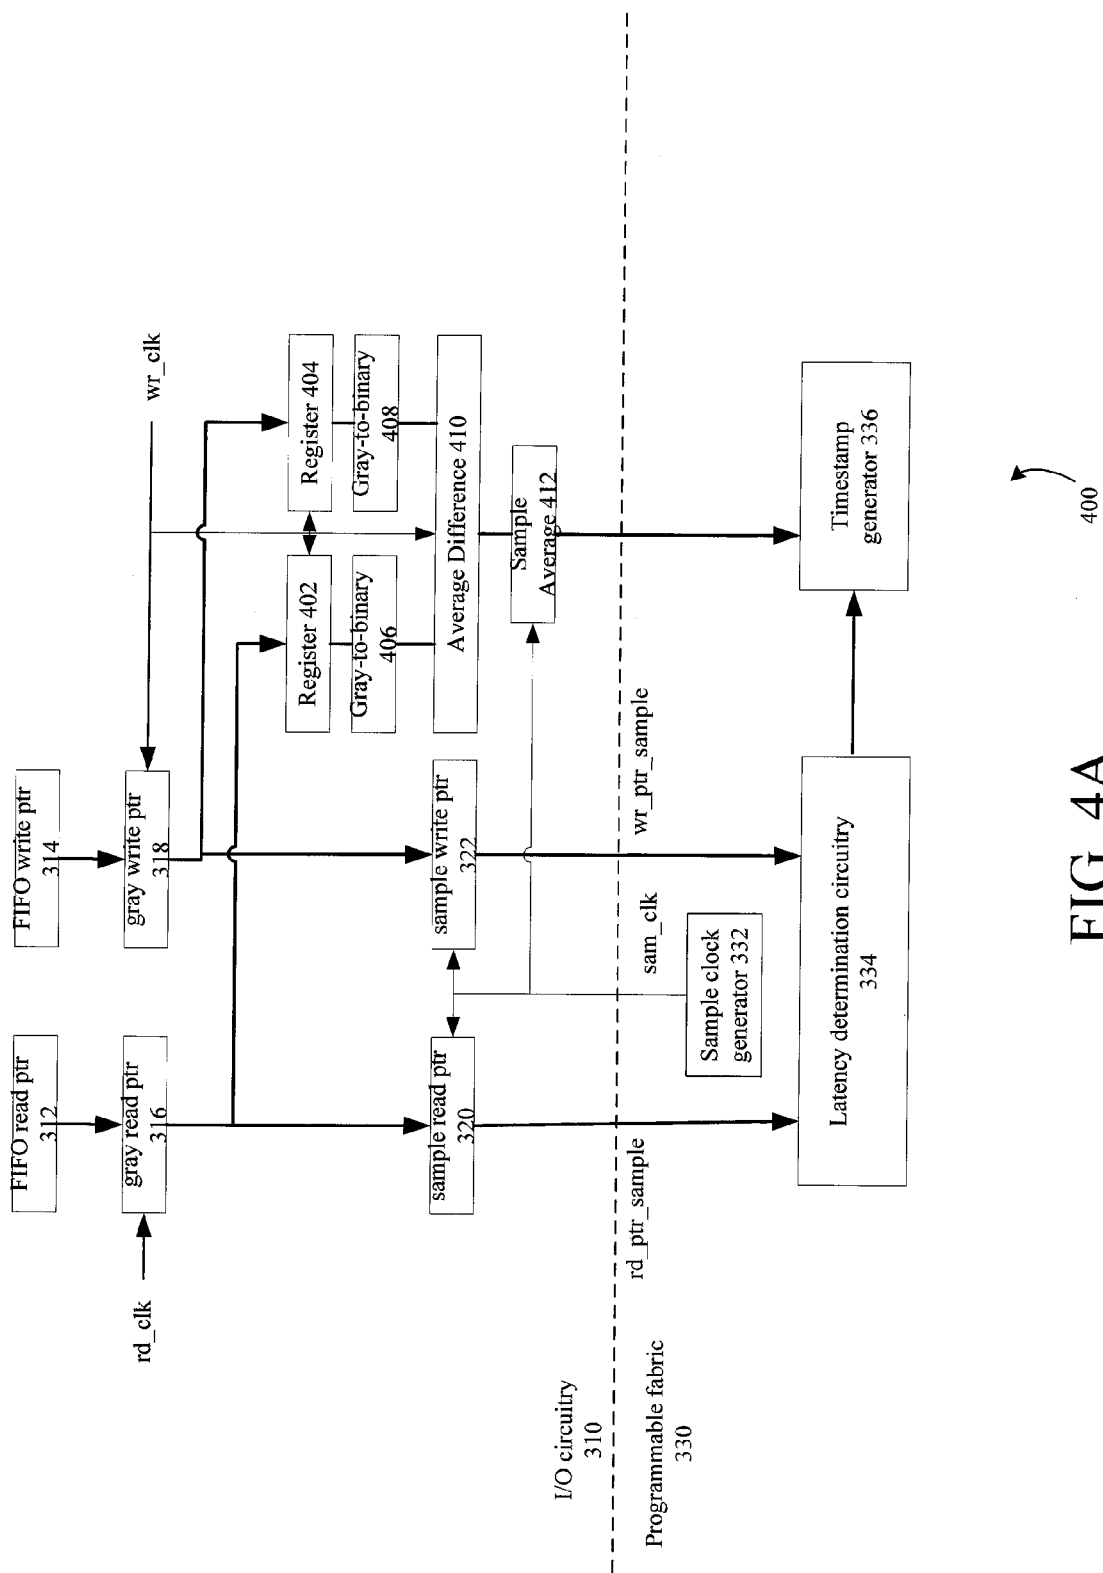 FIFO read ptr
312
FIFO write ptr
314
rd_clk
gray read ptr
316
gray write ptr
318
wr_clk
Register 402
Register 404
Gray-to-binary
406
Gray-to-binary
408
sample read ptr
320
sample write ptr
322
Average Difference 410
Sample
Average 412
I/O circuitry
310
Programmable fabric
330
rd_ptr_sample
sam_clk
wr_ptr_sample
Sample clock
generator 332
Latency determination circuitry
334
Timestamp
generator 336
400
FIG 4A